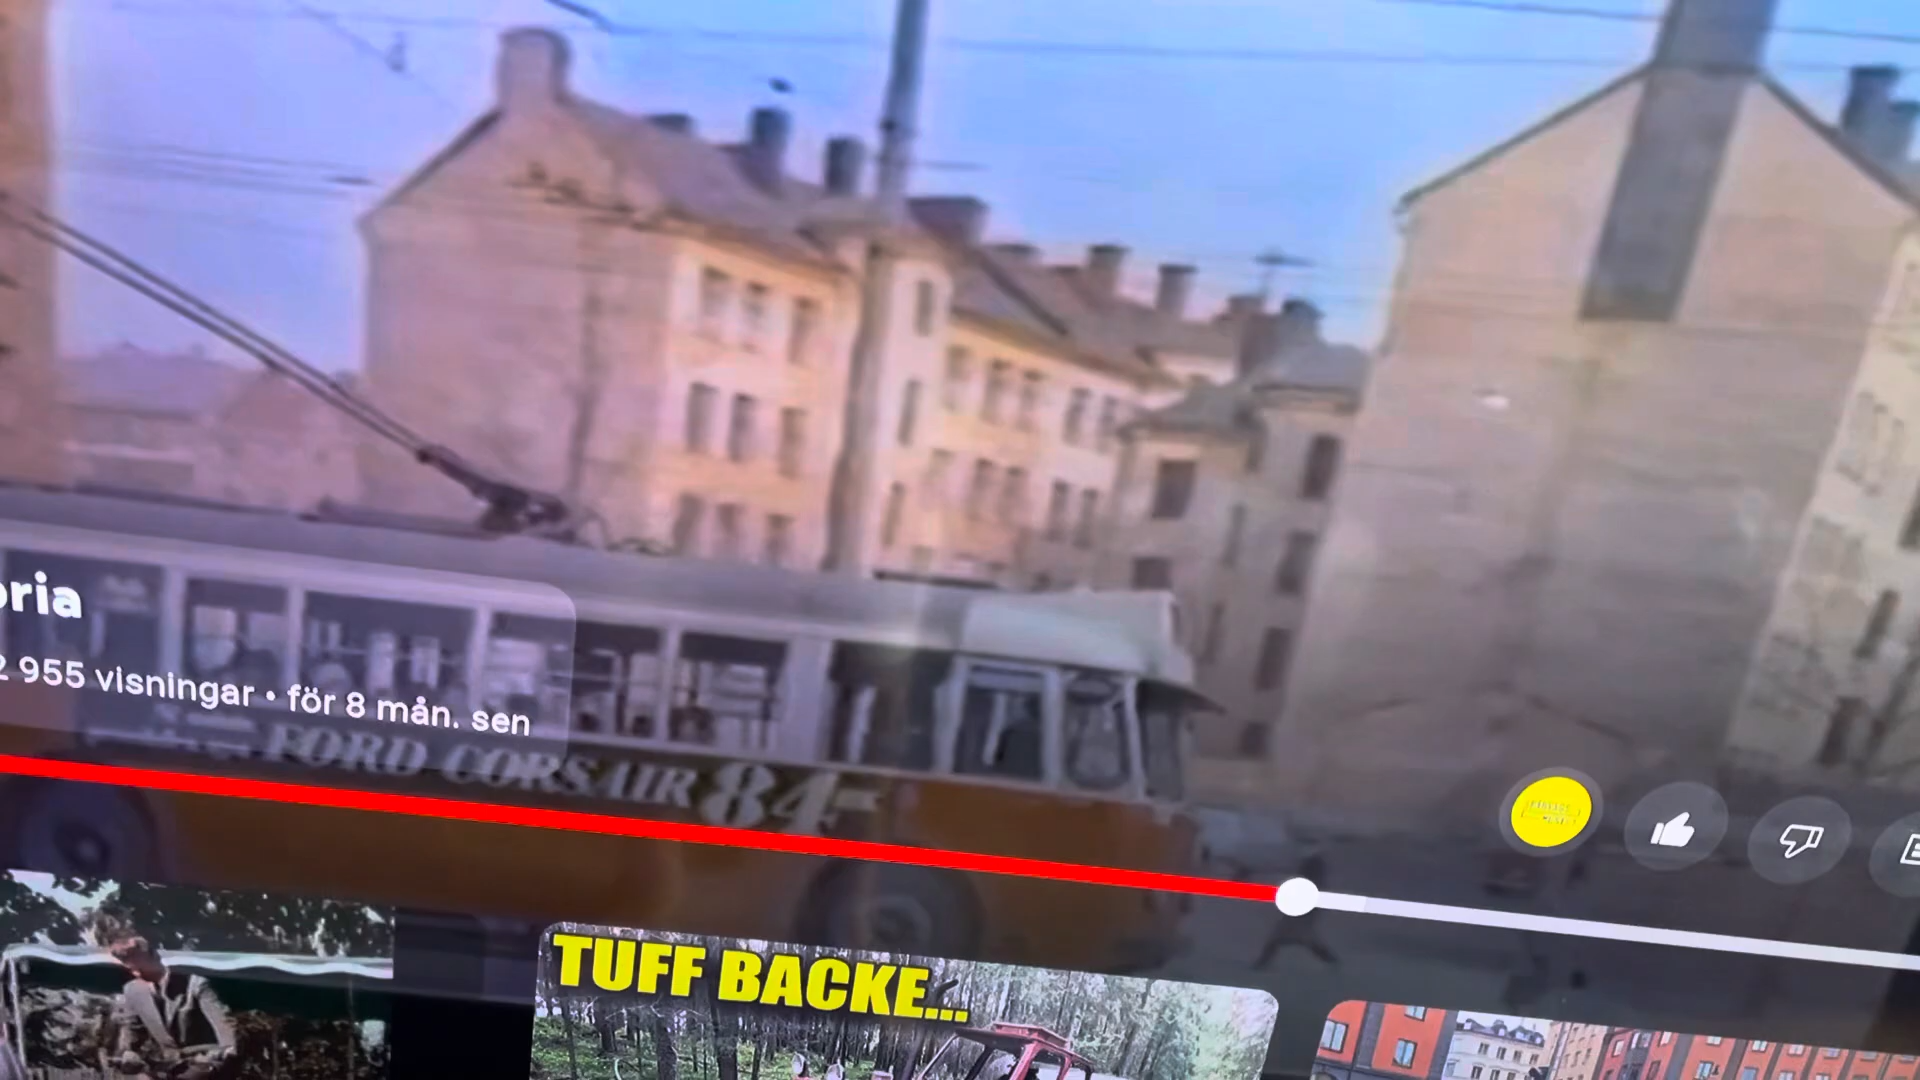 oria
2 955 visningar • för 8 mån. sen
FORD CORSAIR 84
TUFF BACKE...